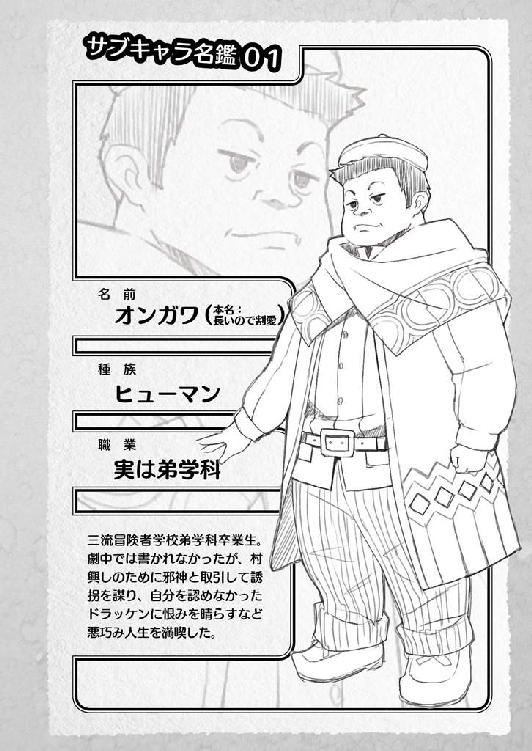 サブキャラ名鑑01
名前
オンガワ(本名:長いので割愛)
種族
ヒューマン
職業
実は弟学科
三流冒険者学校弟学科卒業生。
劇中では書かれなかったが、村
興しのために邪神と取引して誘
拐を謀り、自分を認めなかった
ドラッケンに恨みを晴らすなど
悪巧み人生を満喫した。